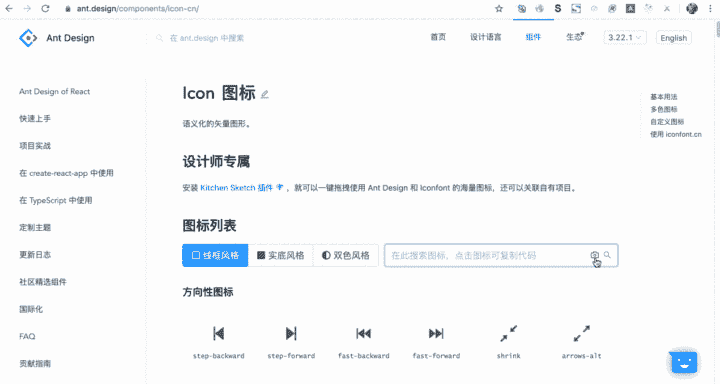 ant.design/components/icon-cn/
Ant Design
在 ant.design 中搜索
首页
设计语言
组件
生态
3.22.1
English
Ant Design of React
快速上手
项目实战
在 create-react-app 中使用
在 TypeScript 中使用
定制主题
更新日志
社区精选组件
国际化
FAQ
贡献指南
Icon 图标
语义化的矢量图形。
设计师专属
安装 Kitchen Sketch 插件 ，就可以一键拖拽使用 Ant Design 和 Iconfont 的海量图标，还可以关联自有项目。
图标列表
线框风格
实底风格
双色风格
在此搜索图标，点击图标可复制代码
方向性图标
step-backward
step-forward
fast-backward
fast-forward
shrink
arrows-alt
基本用法
多色图标
自定义图标
使用 iconfont.cn